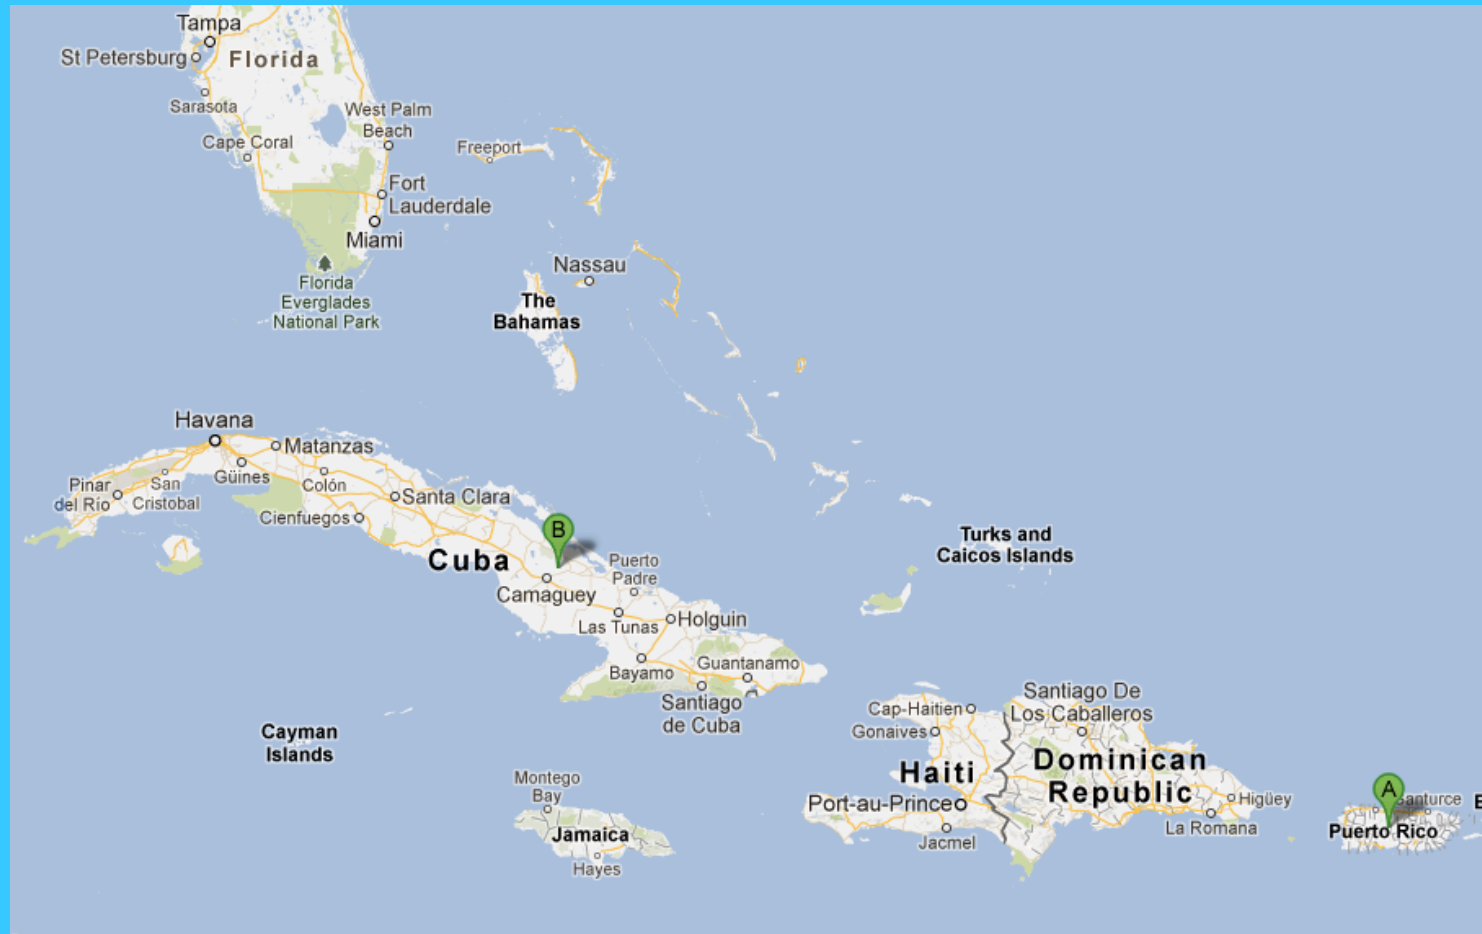 Tampa
St Petersburg
Florida
Sarasota
West Palm
Beach
Cape Coral
Freeport
Fort
Lauderdale
Miami
Nassau
Florida
Everglades
National Park
The
Bahamas
Havana
Matanzas
Güines
Pinar
del Río
San
Cristobal
Colón
Santa Clara
Cienfuegos
B
Cuba
Puerto
Padre
Camaguey
Turks and
Caicos Islands
Las Tunas
Holguin
Bayamo
Guantanamo
Santiago
de Cuba
Cayman
Islands
Cap-Haitien
Santiago De
Los Caballeros
Gonaives
Haiti
Dominican
Republic
Montego
Bay
Port-au-Prince
Higüey
A
Santurce
Jamaica
La Romana
Puerto Rico
Jacmel
Hayes